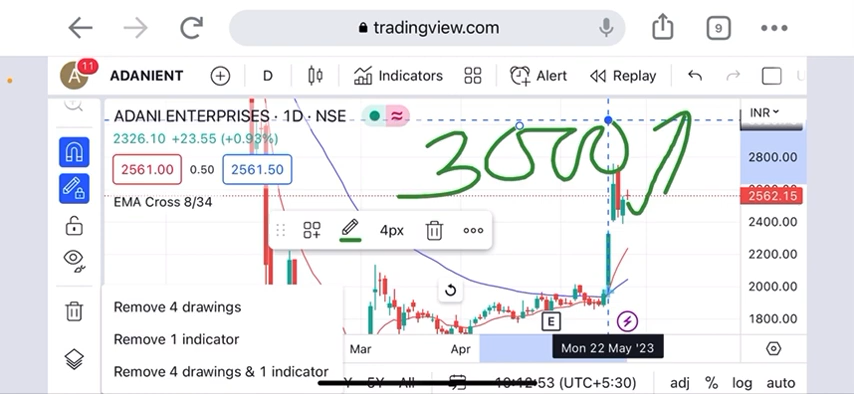 tradingview.com
9
A
11
ADANIENT
D
Indicators
Alert
Replay
ADANI ENTERPRISES · 1D · NSE
INR
2326.10 +23.55 (+0.93%)
3000
2561.00
0.50
2561.50
2800.00
2562.15
EMA Cross 8/34
2400.00
4px
2200.00
2000.00
Remove 4 drawings
E
1800.00
Remove 1 indicator
Mar
Apr
Mon 22 May '23
Remove 4 drawings & 1 indicator
5Y
All
(UTC+5:30)
adj
%
log
auto